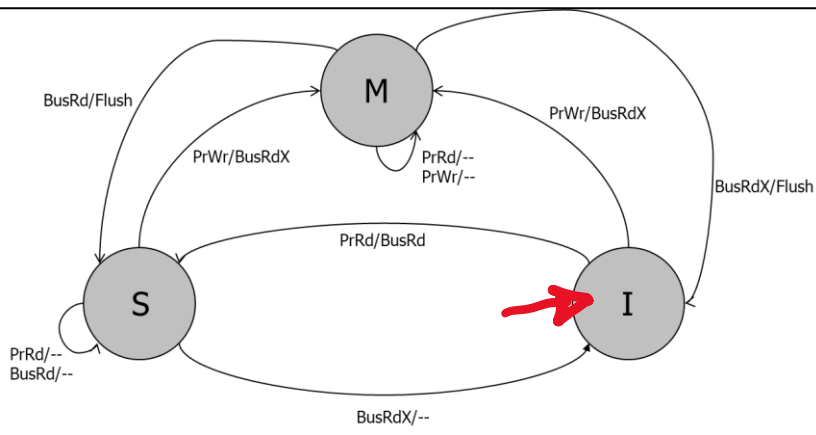 M
BusRd/Flush
PrWr/BusRdX
PrWr/BusRdX
PrRd/--
PrWr/--
BusRdX/Flush
PrRd/BusRd
S
I
PrRd/--
BusRd/--
BusRdX/--